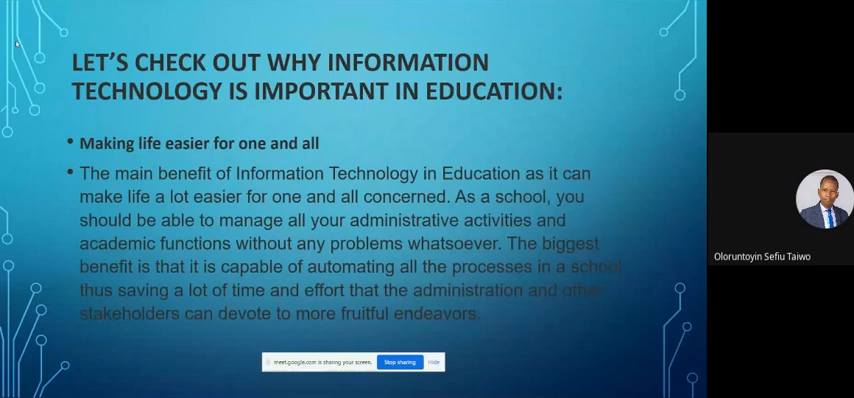 LET'S CHECK OUT WHY INFORMATION
TECHNOLOGY IS IMPORTANT IN EDUCATION:
• Making life easier for one and all
• The main benefit of Information Technology in Education as it can
make life a lot easier for one and all concerned. As a school, you
should be able to manage all your administrative activities and
academic functions without any problems whatsoever. The biggest
benefit is that it is capable of automating all the processes in a school
thus saving a lot of time and effort that the administration and other
stakeholders can devote to more fruitful endeavors.
meet.google.com is sharing your screen. Stop sharing Hide
Oloruntoyin Sefiu Taiwo